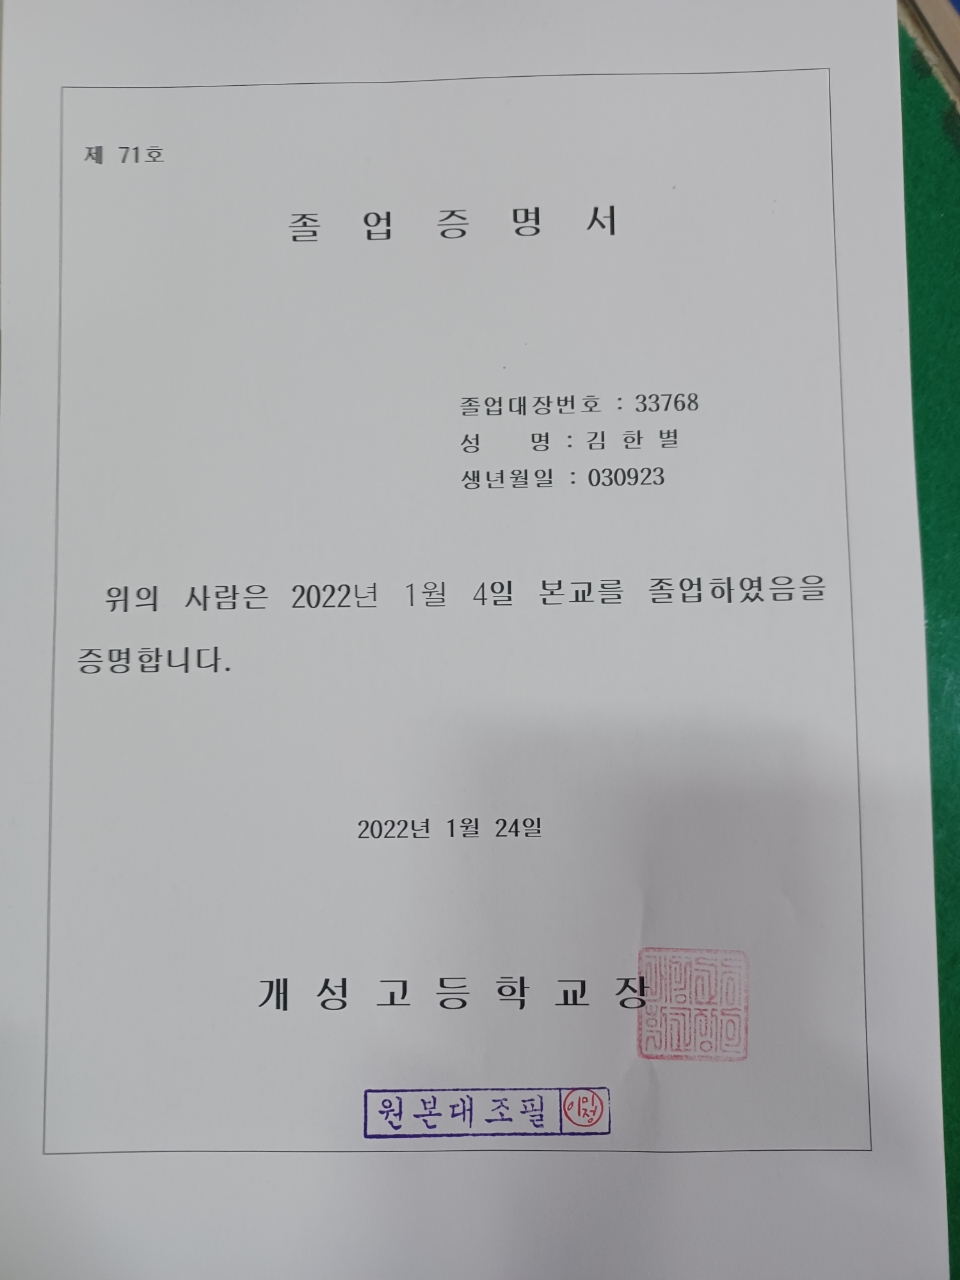 제 71호
졸 업 증 명 서
졸업대장번호 : 33768
성 명 : 김 한 별
생년월일 : 030923
위의 사람은 2022년 1월 4일 본교를 졸업하였음을
증명합니다.
2022년 1월 24일
개 성 고 등 학 교 장
원본대조필 이미정